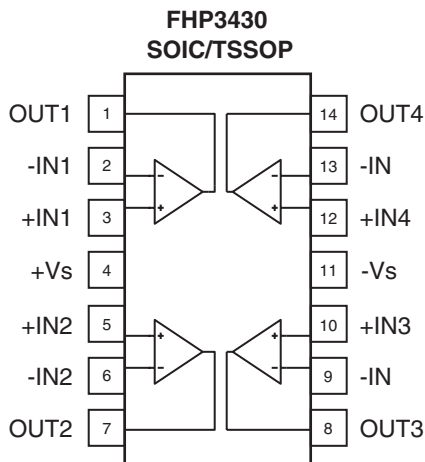 FHP3430
SOIC/TSSOP
OUT1 1 14 OUT4
-IN1 2 - - 13 -IN
+IN1 3 + + 12 +IN4
+Vs 4 11 -Vs
+IN2 5 + + 10 +IN3
-IN2 6 - - 9 -IN
OUT2 7 8 OUT3